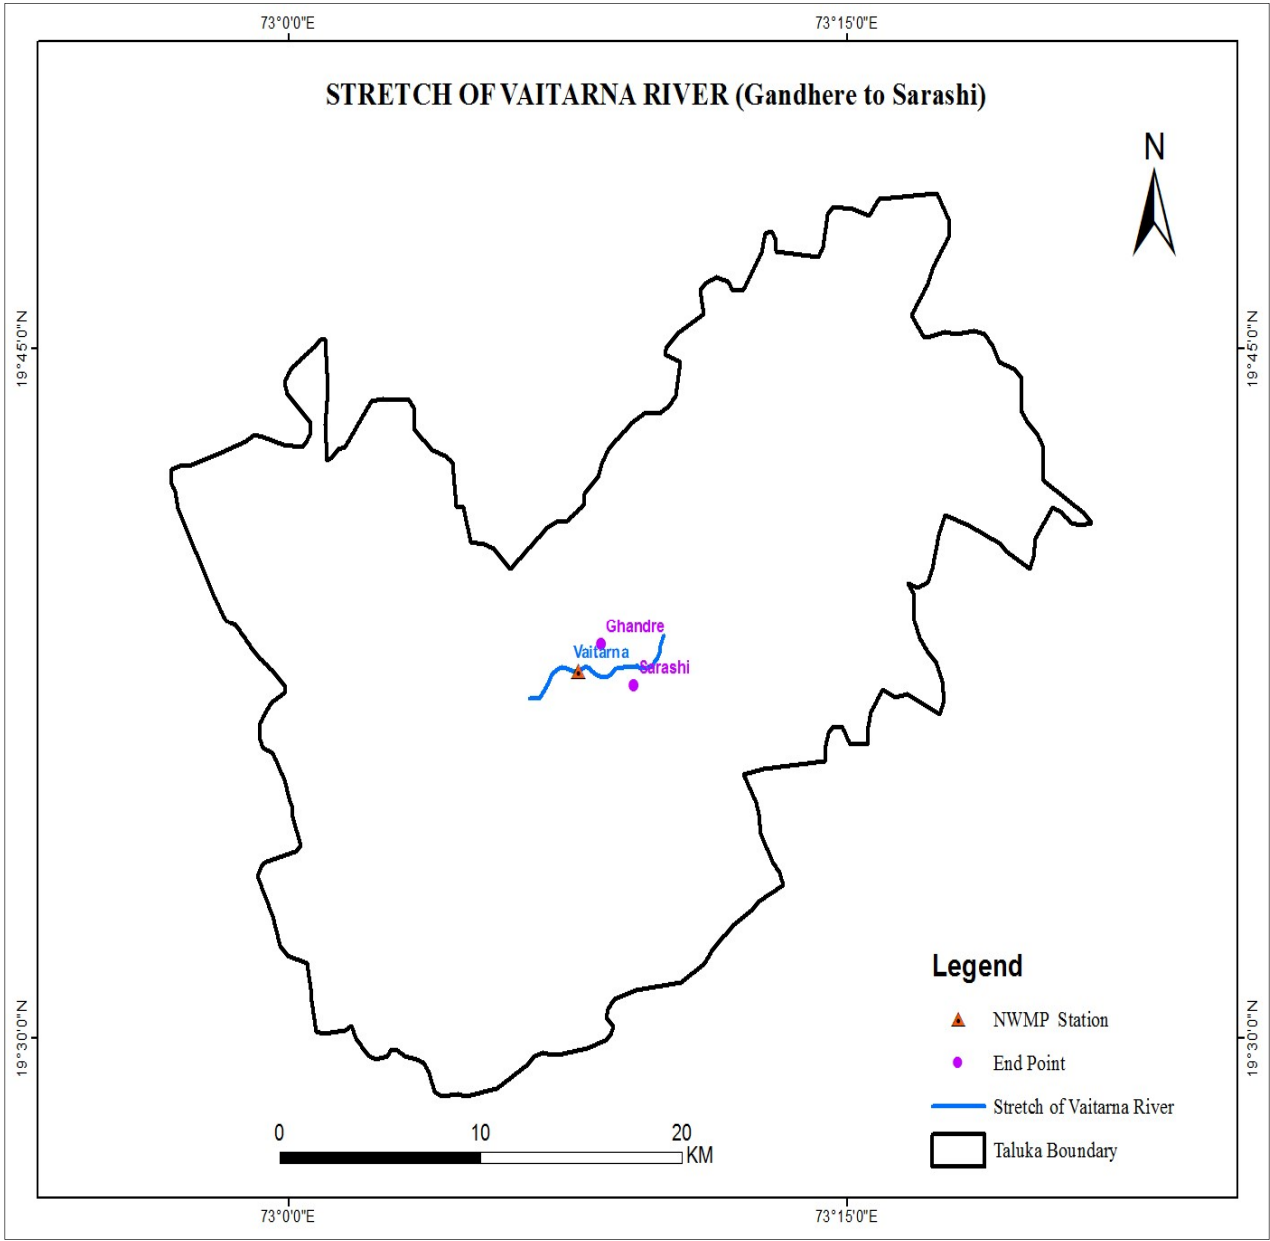 73°0'0"E
73°15'0"E
STRETCH OF VAITARNA RIVER (Gandhere to Sarashi)
N
19°45'0"N
19°45'0"N
Ghandre
Vaitarna
Sarashi
Legend
NWMP Station
End Point
Stretch of Vaitarna River
Taluka Boundary
19°30'0"N
19°30'0"N
0 10 20
KM
73°0'0"E
73°15'0"E